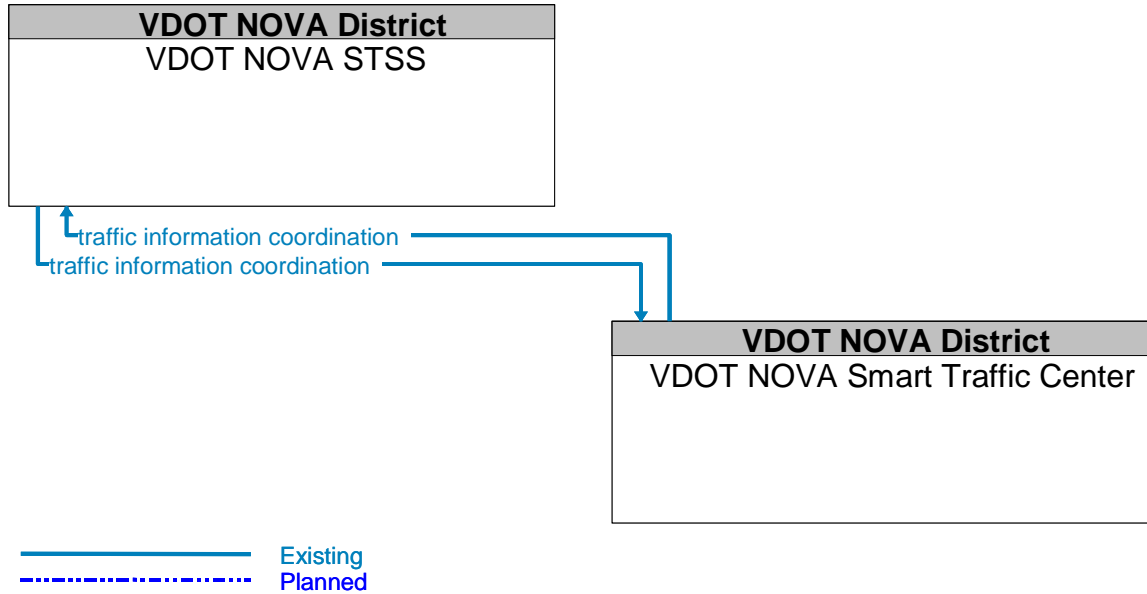 VDOT NOVA District
VDOT NOVA STSS
traffic information coordination
traffic information coordination
VDOT NOVA District
VDOT NOVA Smart Traffic Center
Existing
Planned